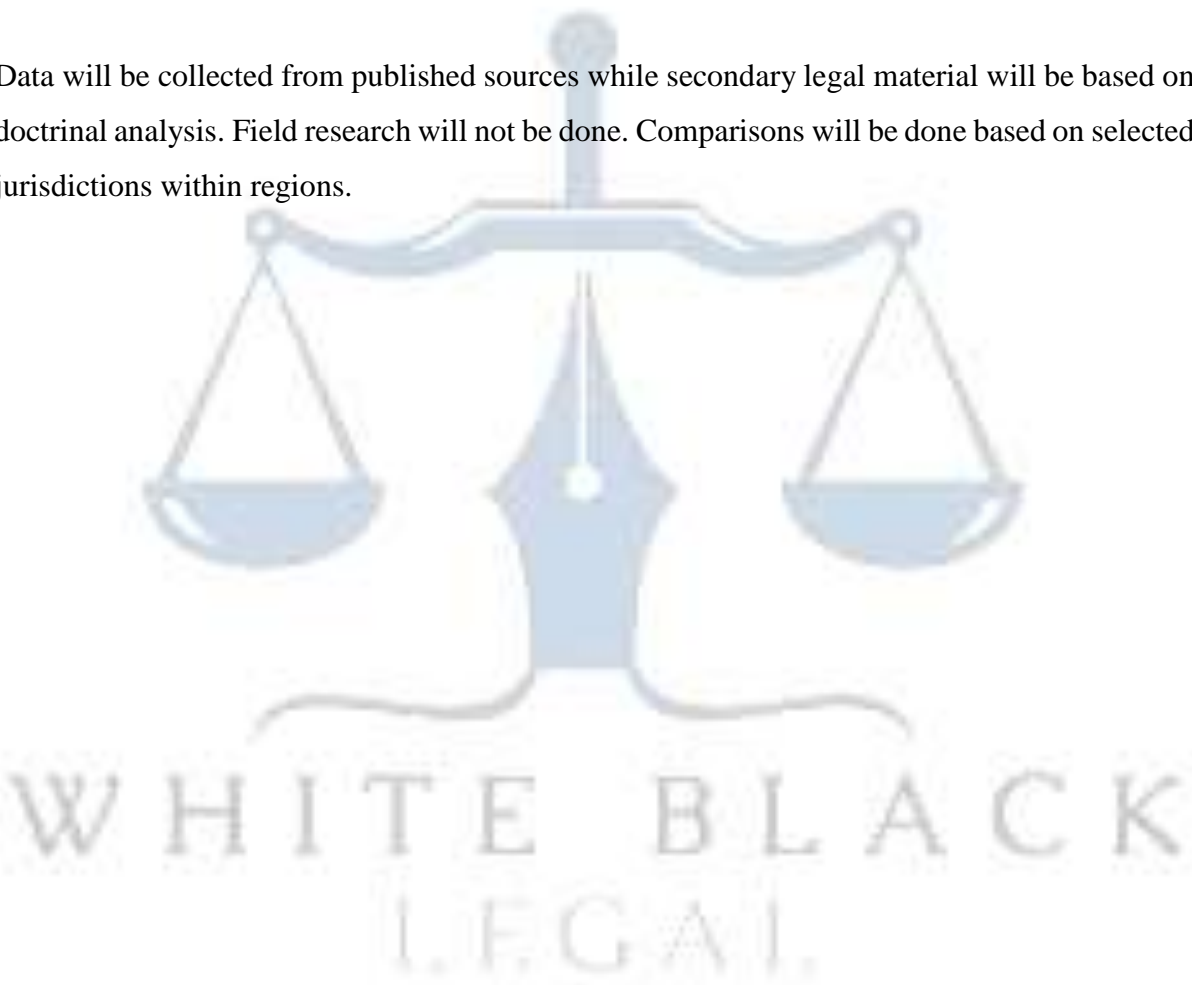 Data will be collected from published sources while secondary legal material will be based on
doctrinal analysis. Field research will not be done. Comparisons will be done based on selected
jurisdictions within regions.
WHITE BLACK
LEGAL